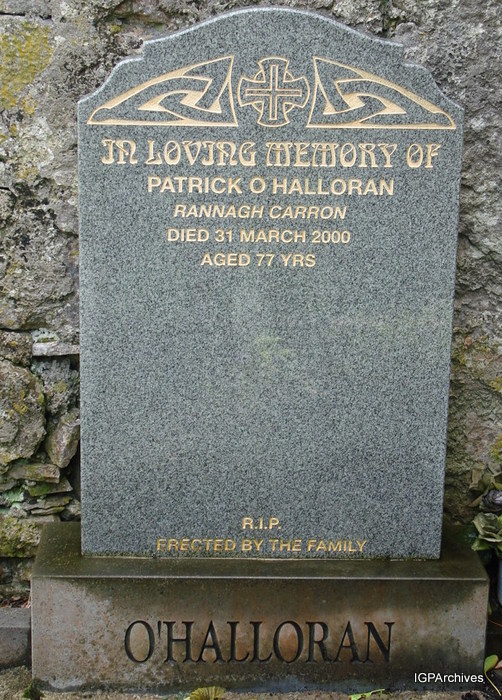 IN LOVING MEMORY OF
PATRICK O HALLORAN
RANNAGH CARRON
DIED 31 MARCH 2000
AGED 77 YRS
R.I.P.
ERECTED BY THE FAMILY
O'HALLORAN
IGPArchives